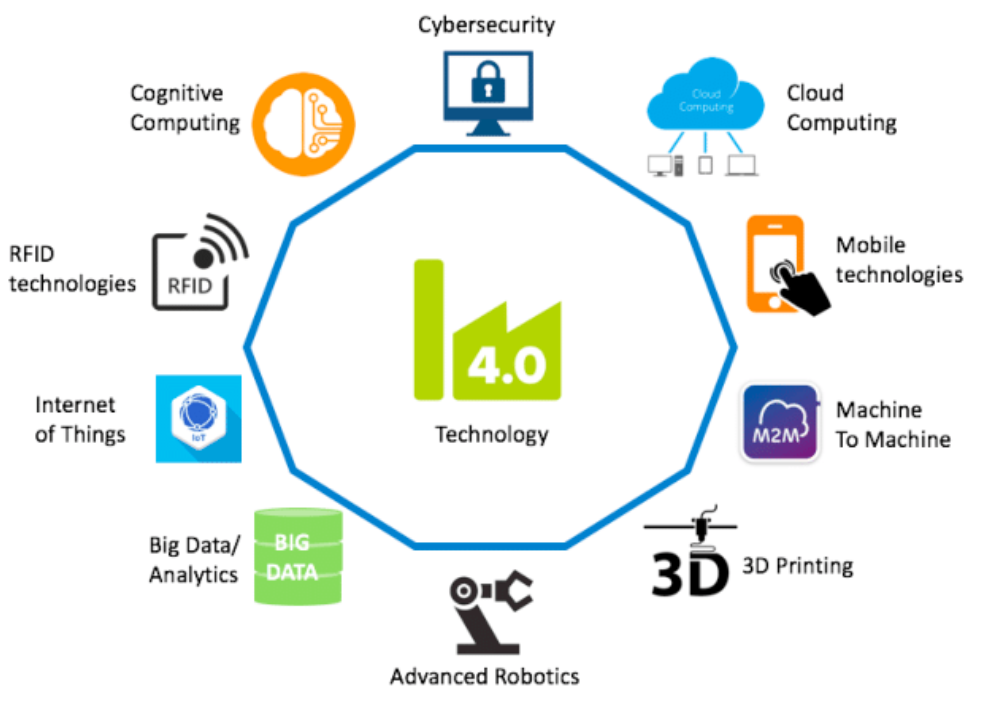 Cybersecurity
Cognitive
Computing
Cloud
Computing
Cloud
Computing
RFID
technologies
RFID
Mobile
technologies
4.0
Technology
Internet
of Things
IoT
M2M
Machine
To Machine
Big Data/
Analytics
BIG
DATA
3D
3D Printing
Advanced Robotics